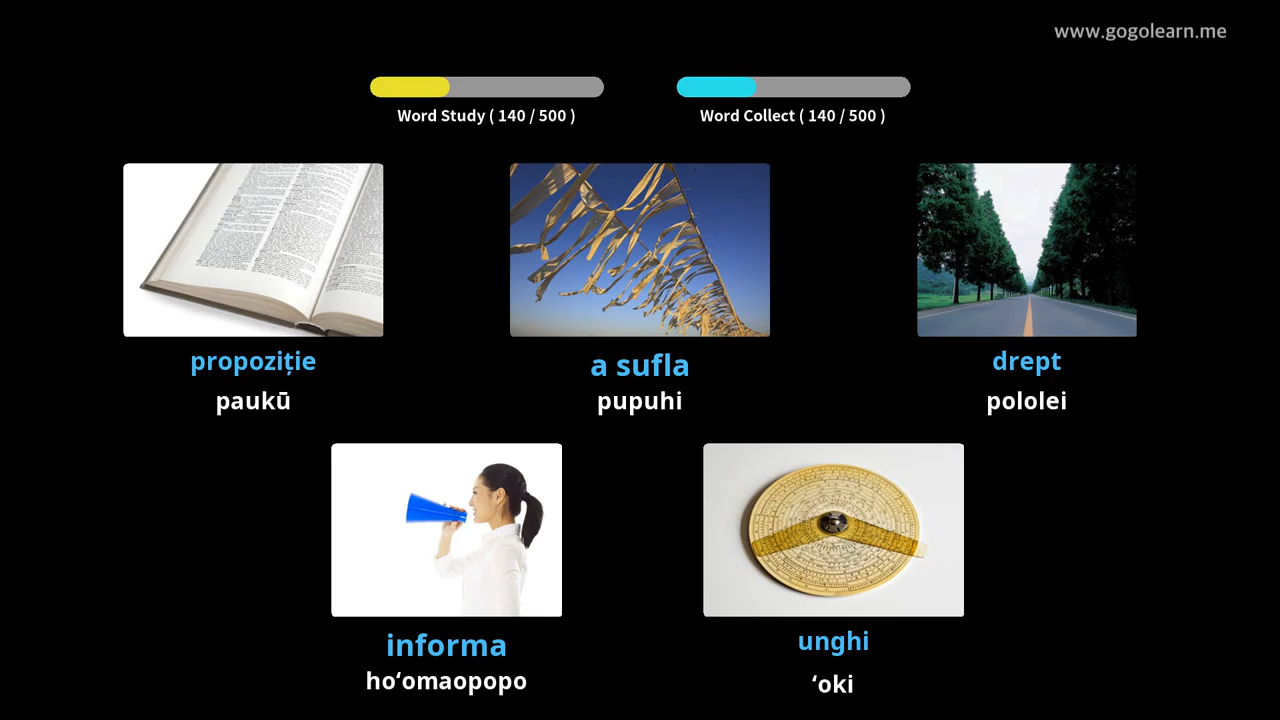 www.gogolearn.me
Word Study ( 140 / 500 )
Word Collect ( 140 / 500 )
propoziție
paukū
a sufla
pupuhi
drept
pololei
informa
hoʻomaopopo
unghi
ʻoki